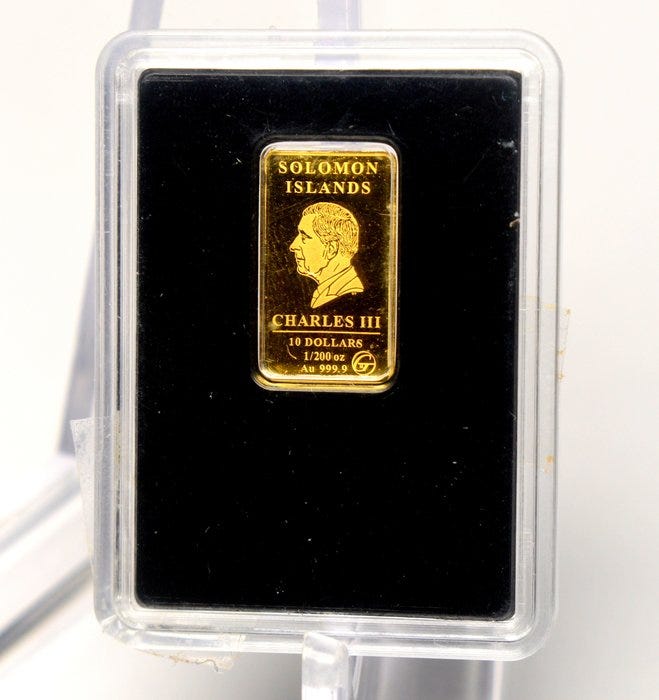 SOLOMON
ISLANDS
CHARLES III
10 DOLLARS
1/200 oz
Au 999.9